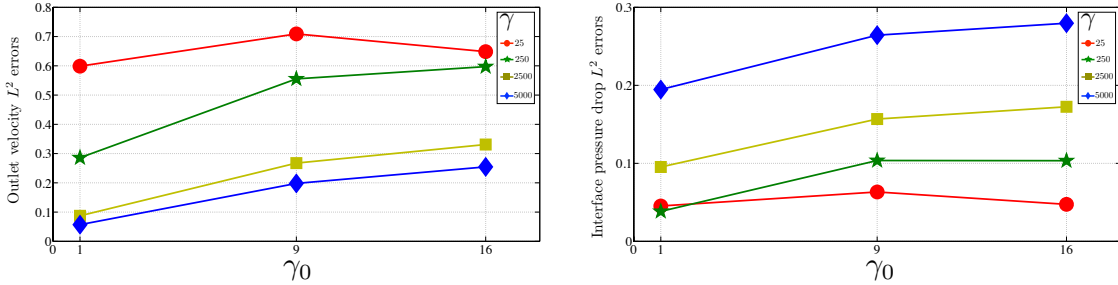 Outlet velocity L² errors
0.8
0.7
0.6
0.5
0.4
0.3
0.2
0.1
0
0 1 9 16
γ₀
γ
25
250
2500
5000
Interface pressure drop L² errors
0.3
0.2
0.1
0
0 1 9 16
γ₀
γ
25
250
2500
5000